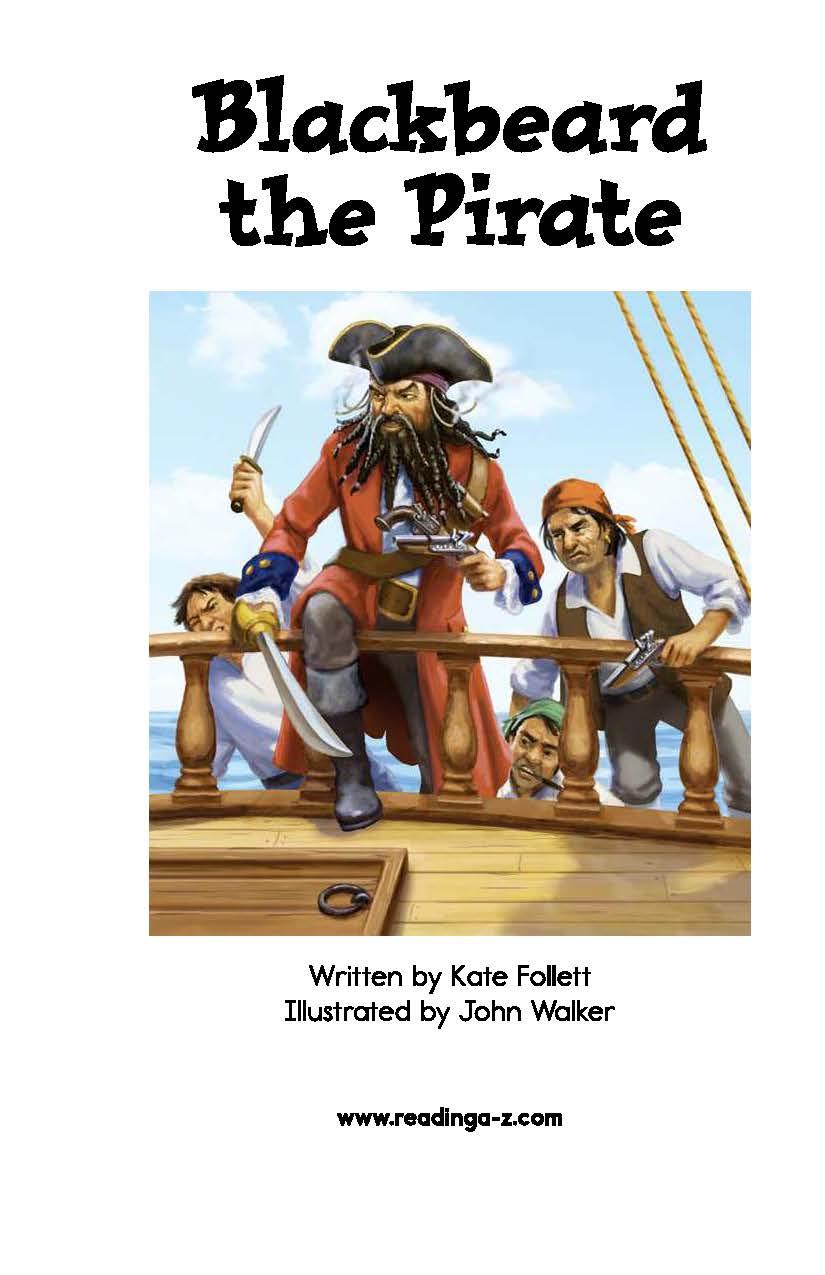 Blackbeard
the Pirate
Written by Kate Follett
Illustrated by John Walker
www.readinga-z.com